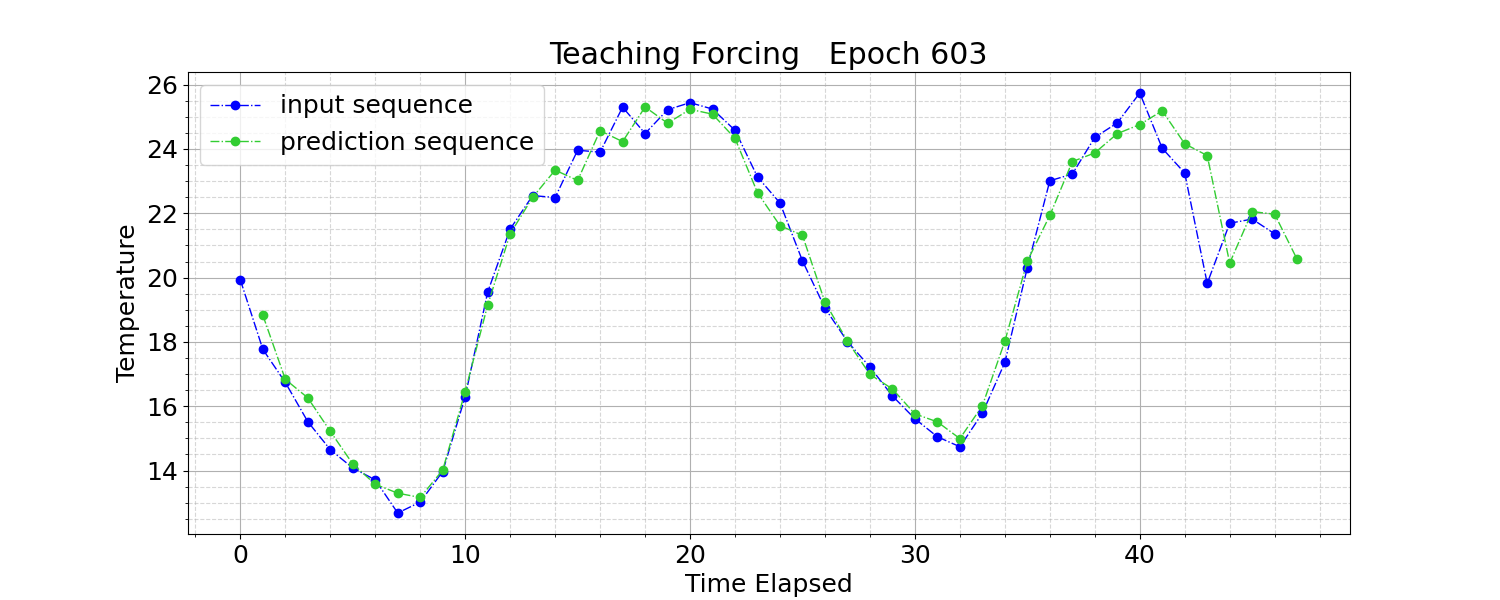 Teaching Forcing   Epoch 603
input sequence
prediction sequence
Temperature
26
24
22
20
18
16
14
0 10 20 30 40
Time Elapsed